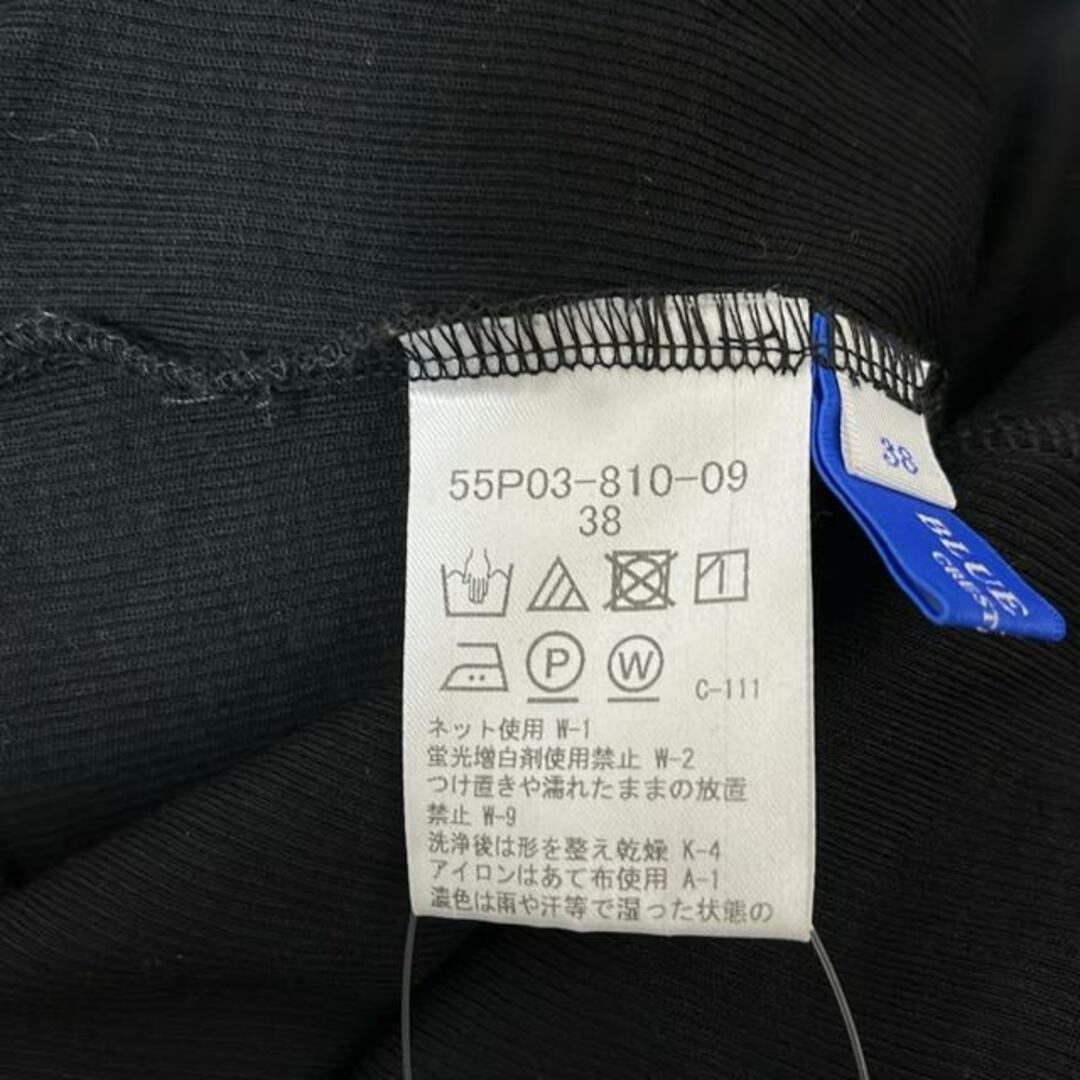 55P03-810-09
38
P W C-111
ネット使用 W-1
蛍光増白剤使用禁止 W-2
つけ置きや濡れたままの放置
禁止 W-9
洗浄後は形を整え乾燥 K-4
アイロンはあて布使用 A-1
濃色は雨や汗等で湿った状態の
38
BLUE
CREST